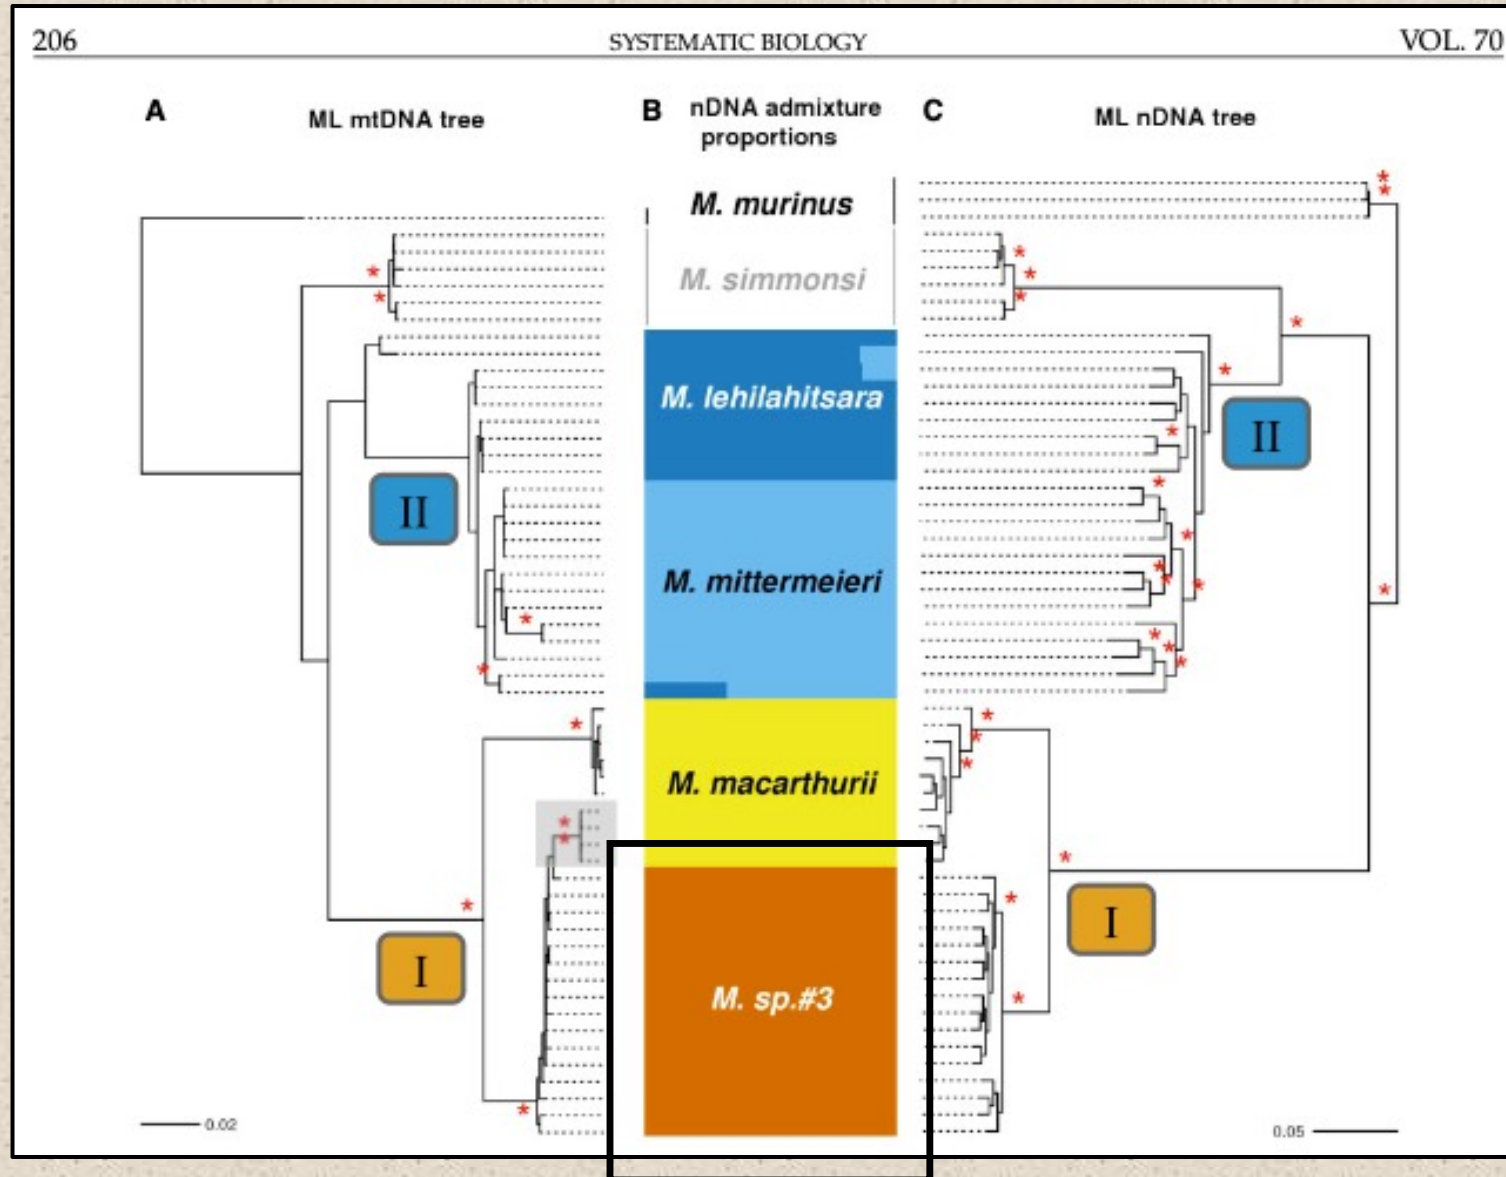 206 SYSTEMATIC BIOLOGY VOL. 70
A ML mtDNA tree B nDNA admixture proportions C ML nDNA tree
M. murinus
M. simmonsi
M. lehilahitsara
II
II
M. mittermeieri
M. macarthurii
I
I
M. sp.#3
0.02
0.05